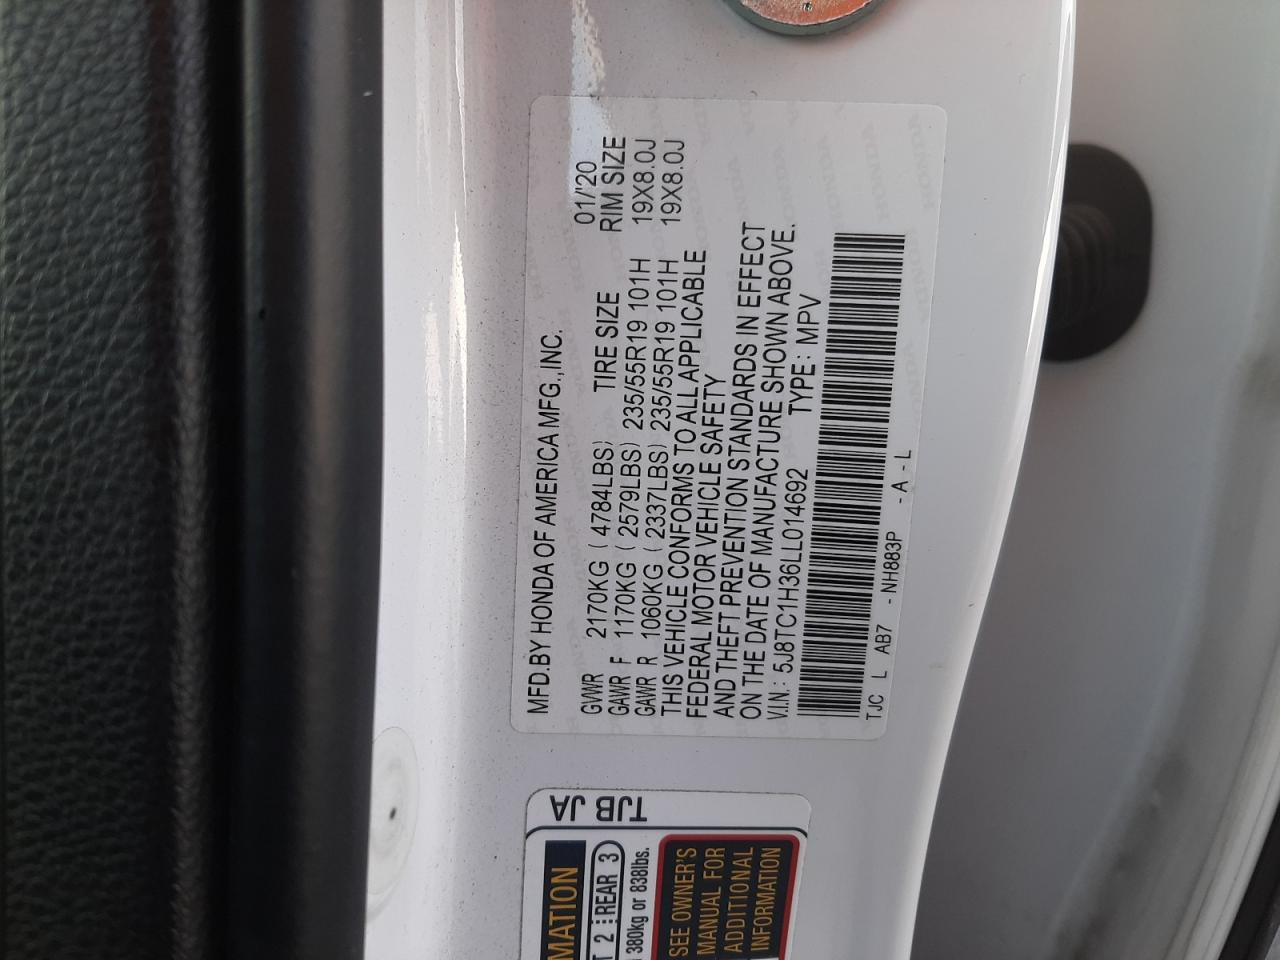 MFD.BY HONDA OF AMERICA MFG.,INC. 01/'20
GVWR 2170KG ( 4784LBS) TIRE SIZE RIM SIZE
GAWR F 1170KG ( 2579LBS) 235/55R19 101H 19X8.0J
GAWR R 1060KG ( 2337LBS) 235/55R19 101H 19X8.0J
THIS VEHICLE CONFORMS TO ALL APPLICABLE
FEDERAL MOTOR VEHICLE SAFETY
AND THEFT PREVENTION STANDARDS IN EFFECT
ON THE DATE OF MANUFACTURE SHOWN ABOVE.
V.I.N.: 5J8TC1H36LL014692 TYPE: MPV
TJC L AB7 - NH883P - A - L
TJB JA
MATION
T 2 REAR 3
380kg or 838lbs.
SEE OWNER'S
MANUAL FOR
ADDITIONAL
INFORMATION